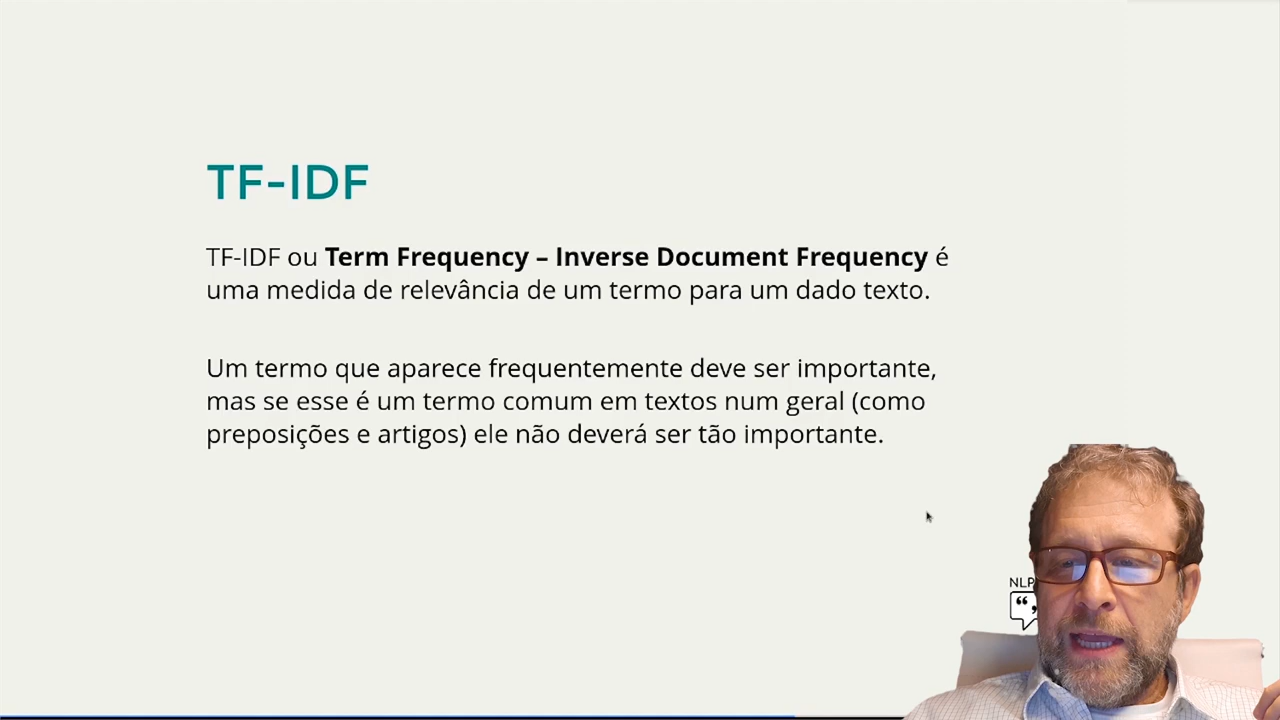 TF-IDF
TF-IDF ou Term Frequency – Inverse Document Frequency é
uma medida de relevância de um termo para um dado texto.
Um termo que aparece frequentemente deve ser importante,
mas se esse é um termo comum em textos num geral (como
preposições e artigos) ele não deverá ser tão importante.
NLP